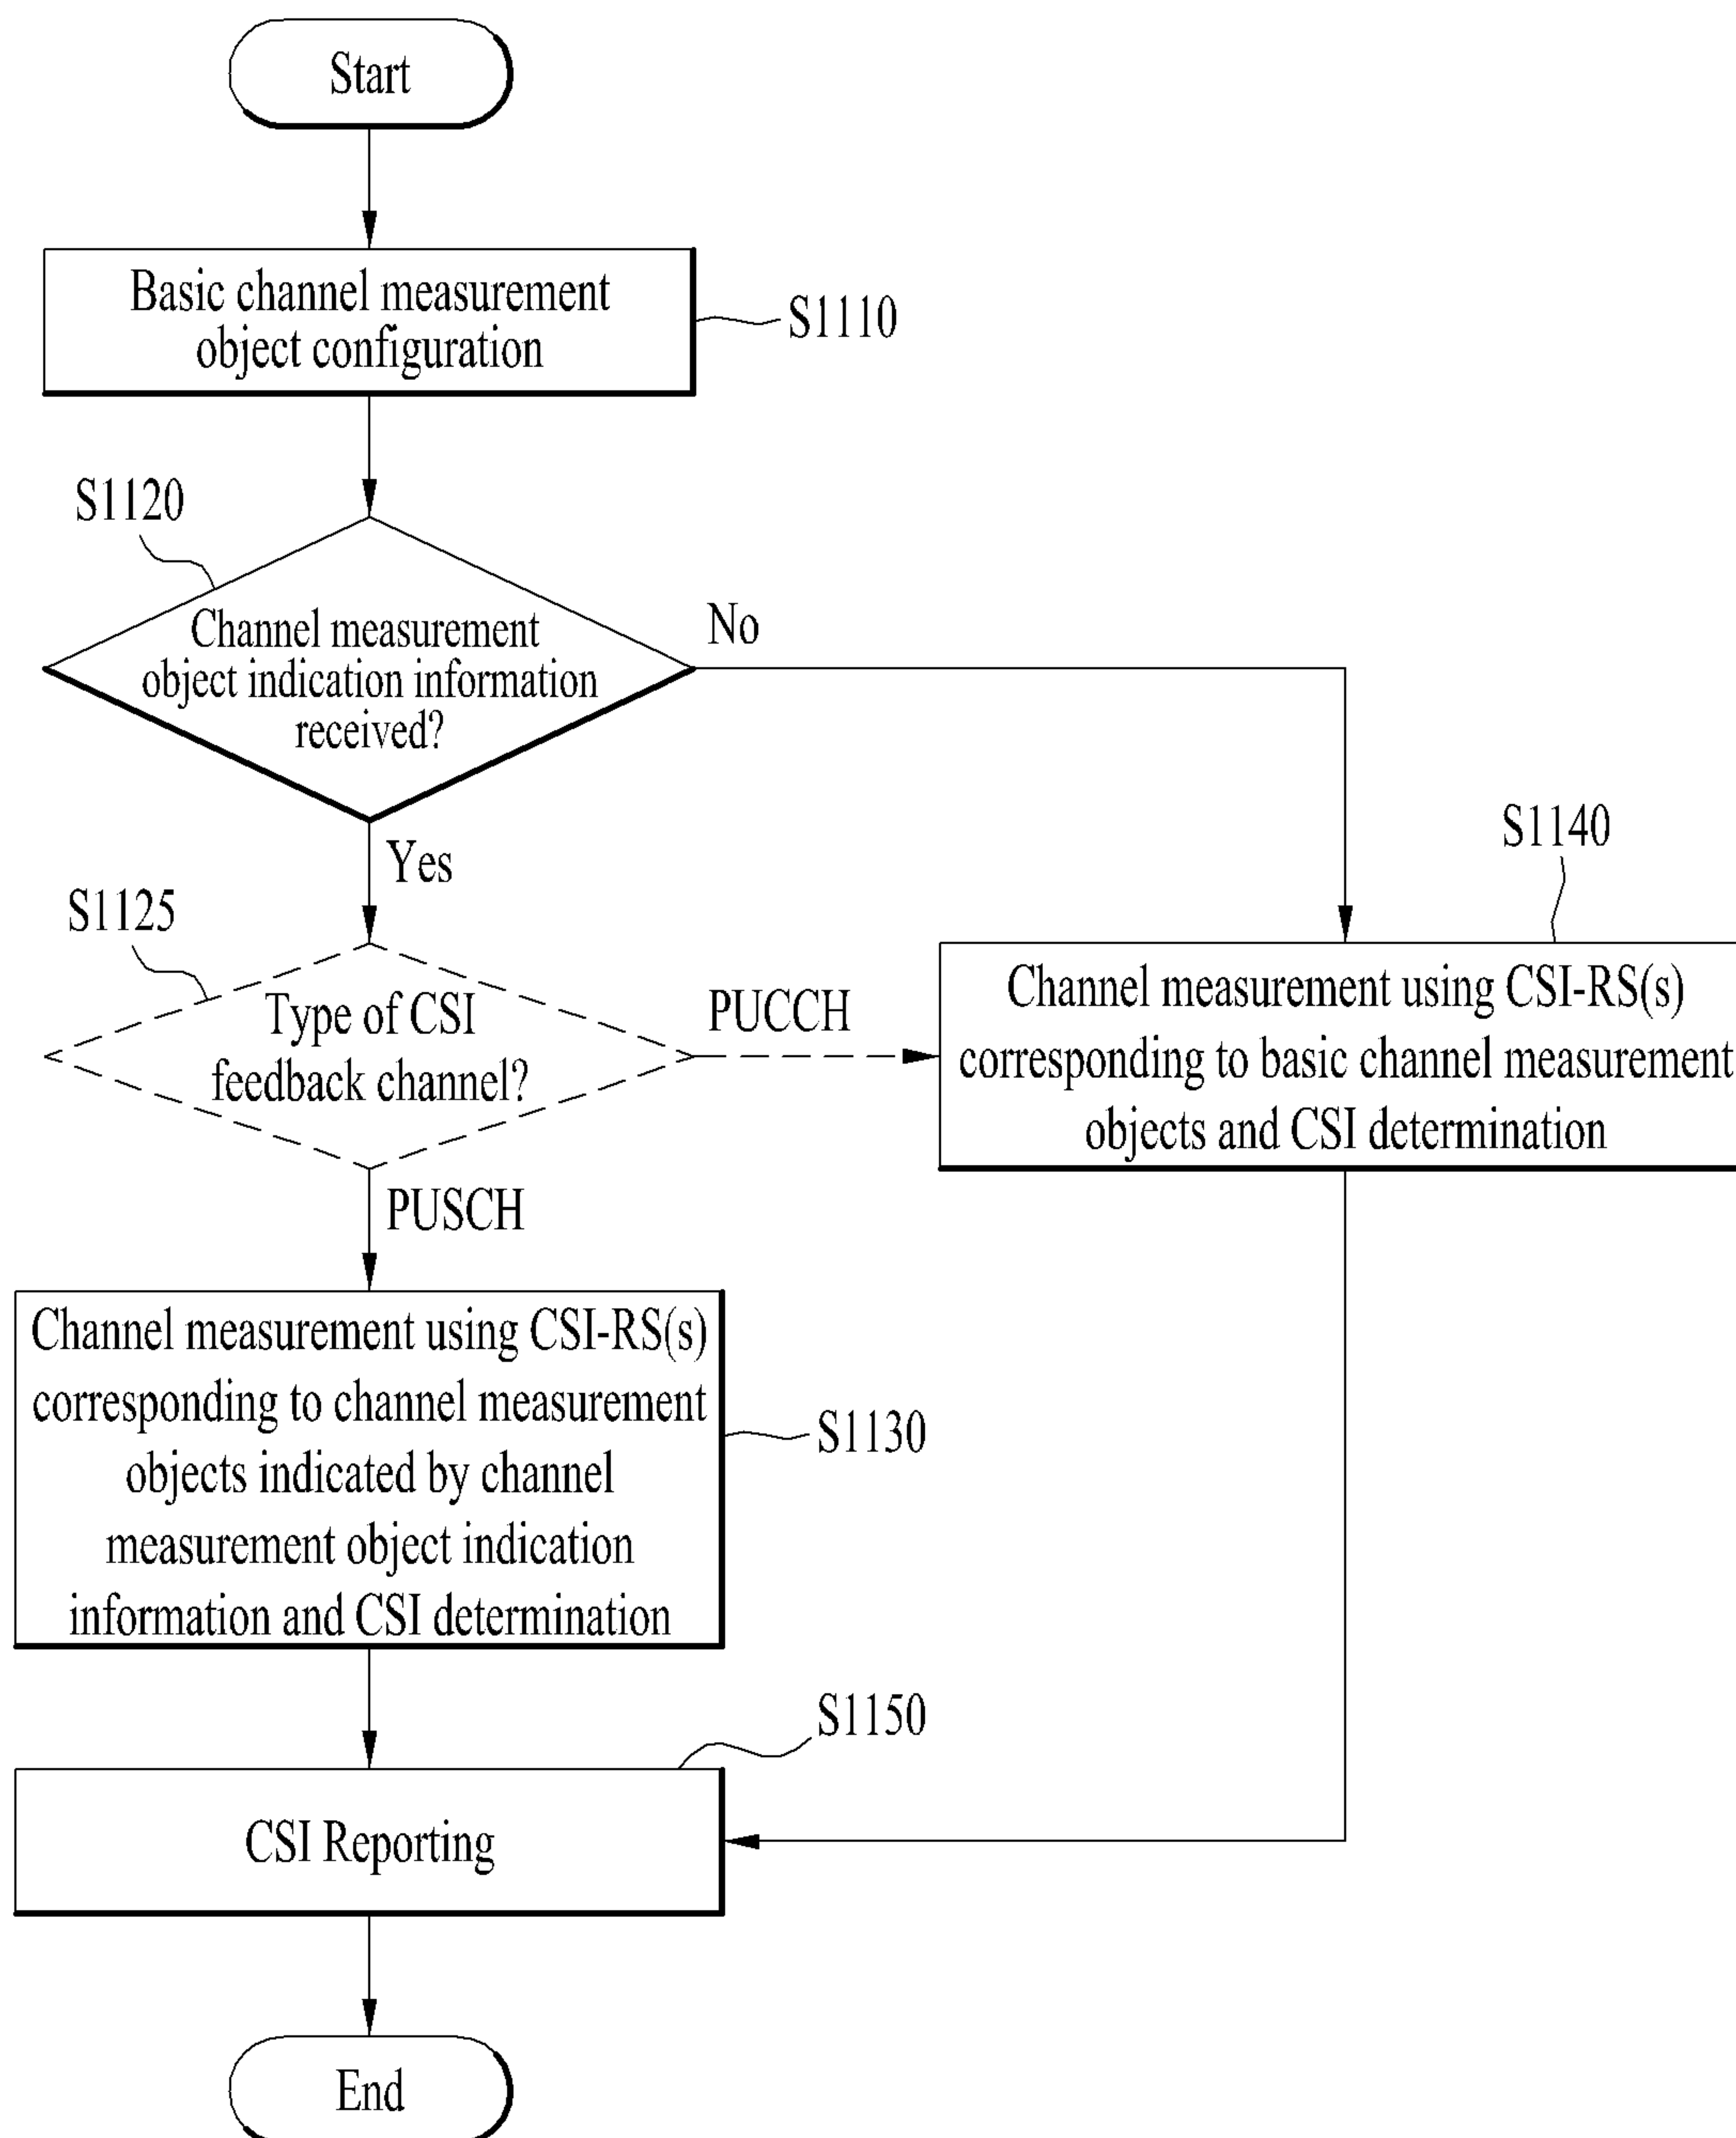 Start
Basic channel measurement
object configuration
S1110
S1120
Channel measurement
object indication information
received?
No
Yes
S1125
Type of CSI
feedback channel?
PUCCH
S1140
Channel measurement using CSI-RS(s)
corresponding to basic channel measurement
objects and CSI determination
PUSCH
Channel measurement using CSI-RS(s)
corresponding to channel measurement
objects indicated by channel
measurement object indication
information and CSI determination
S1130
S1150
CSI Reporting
End